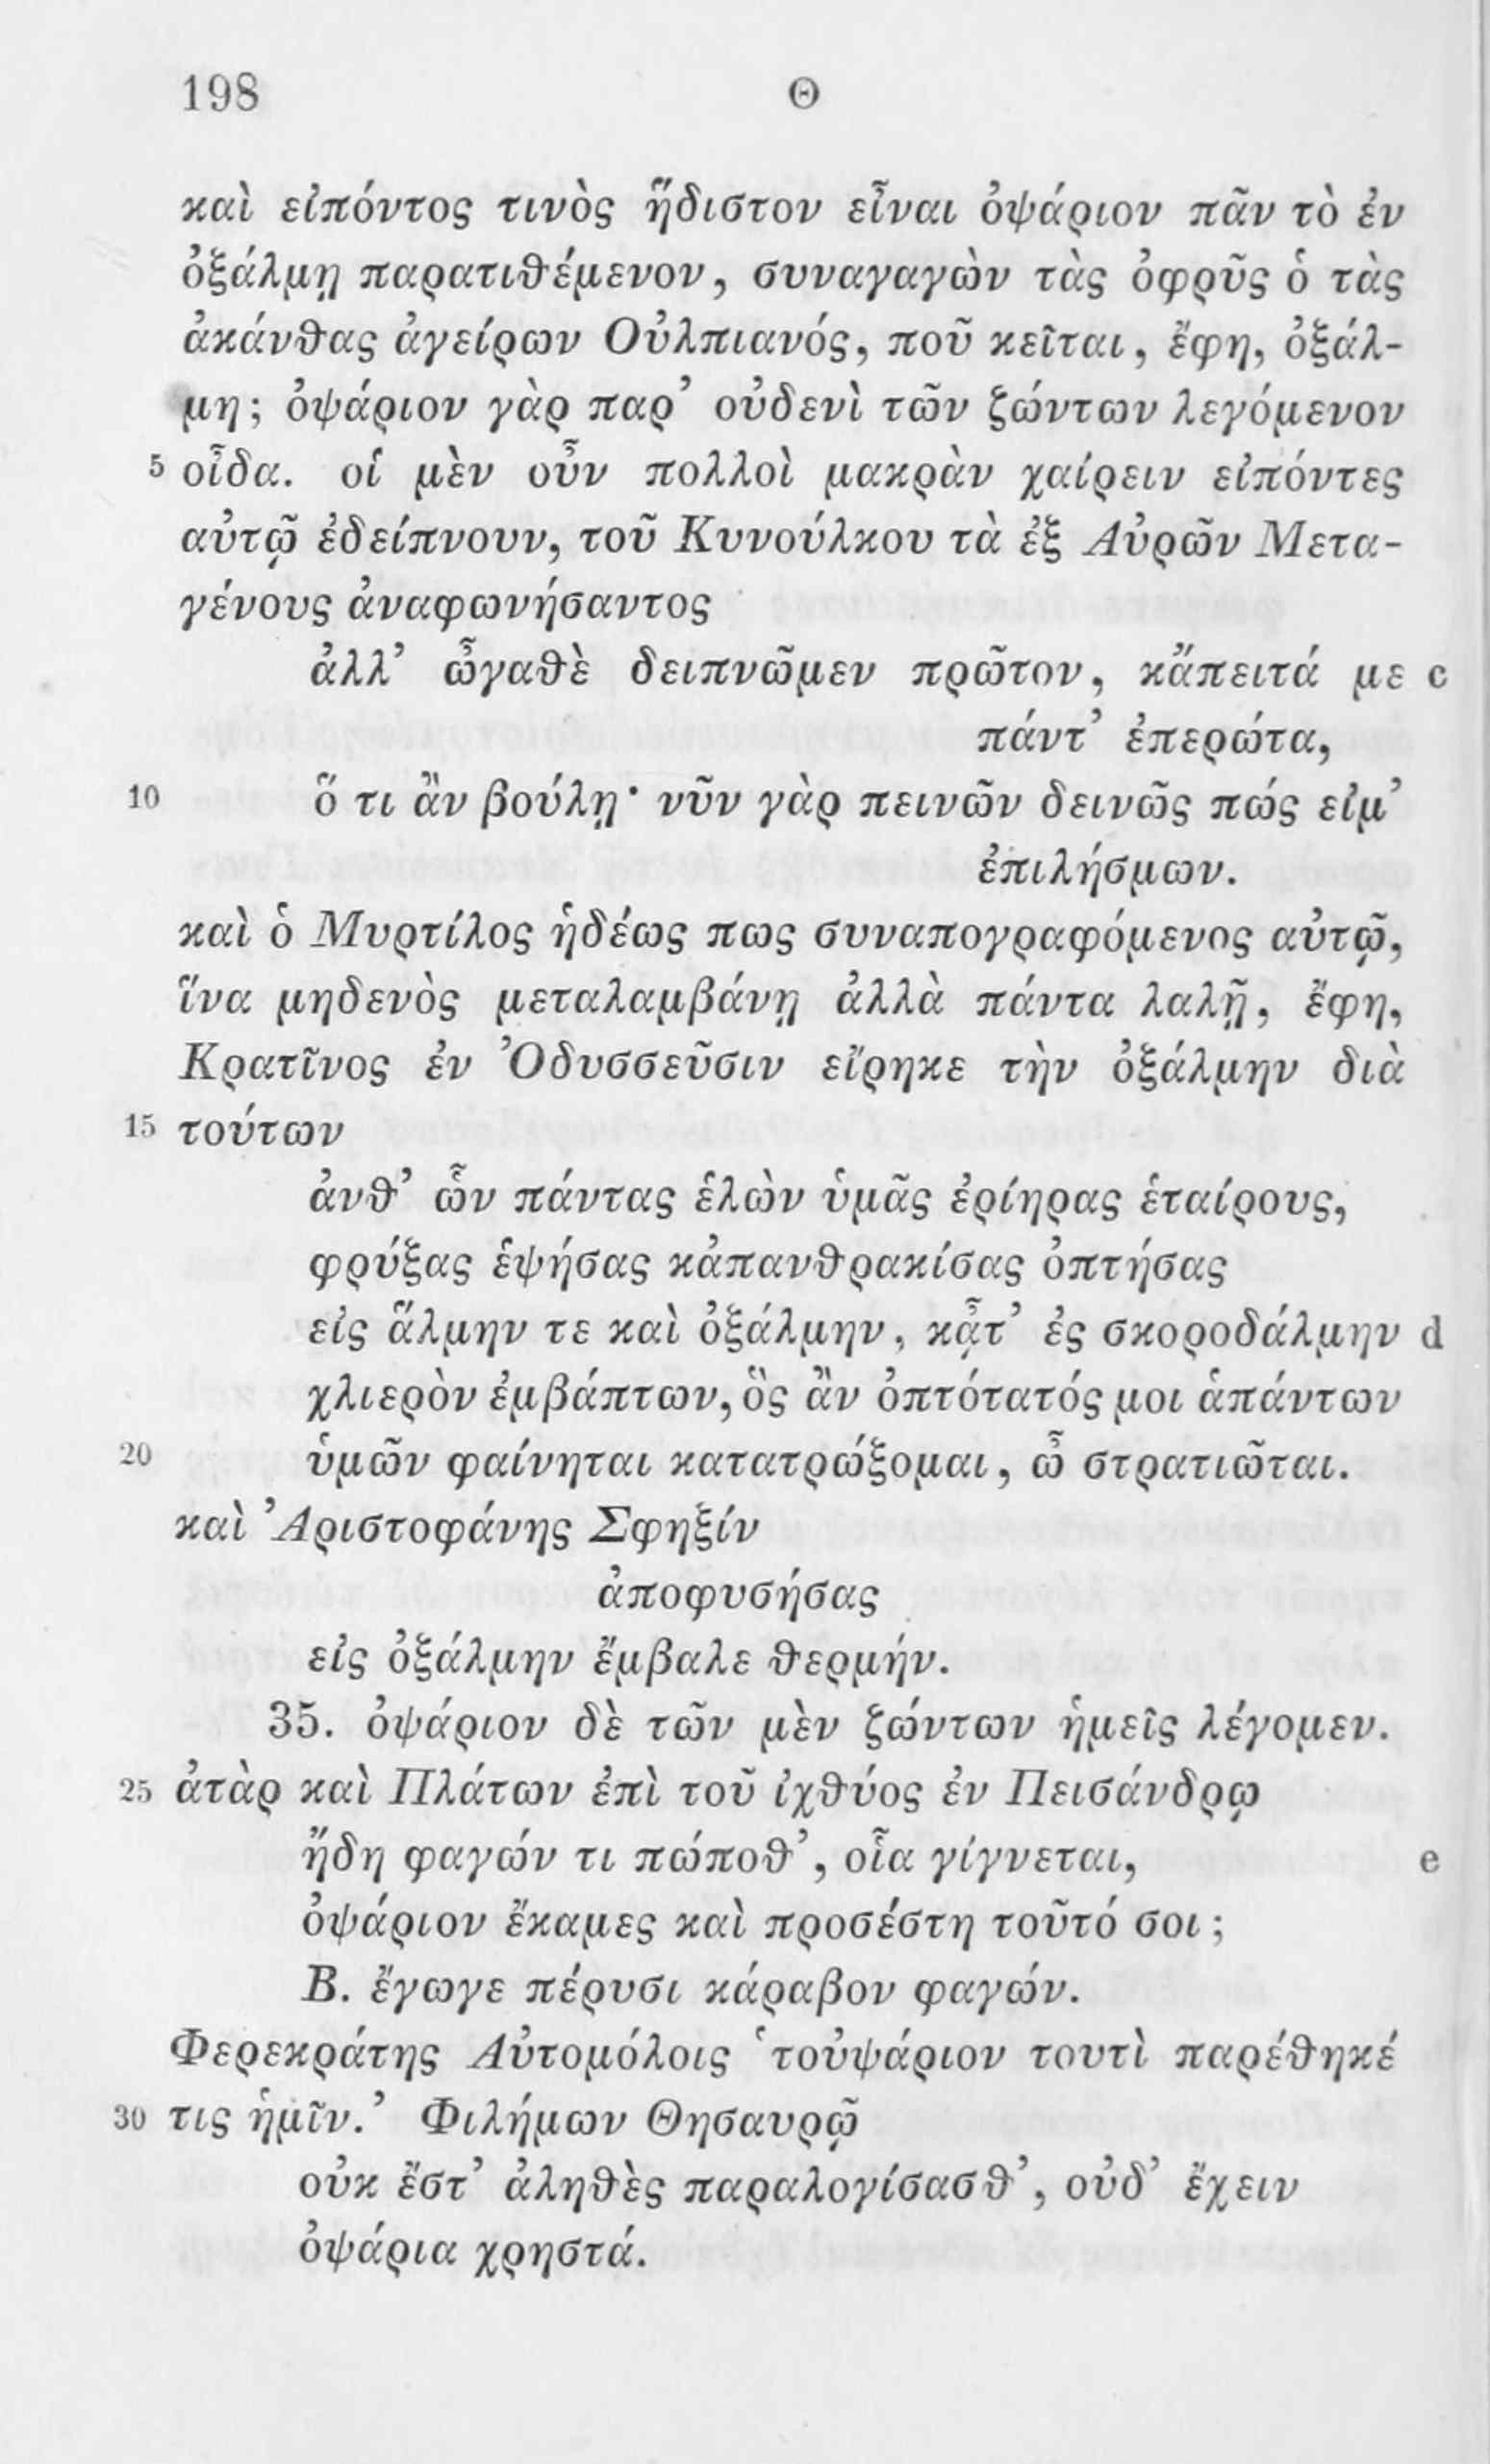 198 Θ
καὶ εἰπόντος τινὸς ἥδιστον εἶναι ὀψάριον πᾶν τὸ ἐν
ὀξάλμῃ παρατιθέμενον, συναγαγὼν τὰς ὀφρῦς ὁ τὰς
ἀκάνθας ἀγείρων Οὐλπιανός, ποῦ κεῖται, ἔφη, ὀξάλ-
μη; ὀψάριον γὰρ παρ’ οὐδενὶ τῶν ζώντων λεγόμενον
5 οἶδα. οἱ μὲν οὖν πολλοὶ μακρὰν χαίρειν εἰπόντες
αὐτῷ ἐδείπνουν, τοῦ Κυνούλκου τὰ ἐξ Αὐρῶν Μετα-
γένους ἀναφωνήσαντος
ἀλλ’ ὦγαθὲ δειπνῶμεν πρῶτον, κἄπειτά με c
πάντ’ ἐπερώτα,
10 ὅ τι ἂν βούλῃ· νῦν γὰρ πεινῶν δεινῶς πώς εἰμ’
ἐπιλήσμων.
καὶ ὁ Μυρτίλος ἡδέως πως συναπογραφόμενος αὐτῷ,
ἵνα μηδενὸς μεταλαμβάνῃ ἀλλὰ πάντα λαλῇ, ἔφη,
Κρατῖνος ἐν Ὀδυσσεῦσιν εἴρηκε τὴν ὀξάλμην διὰ
15 τούτων
ἀνθ’ ὧν πάντας ἑλὼν ὑμᾶς ἐρίηρας ἑταίρους,
φρύξας ἑψήσας κἀπανθρακίσας ὀπτήσας
εἰς ἅλμην τε καὶ ὀξάλμην, κᾆτ’ ἐς σκοροδάλμην d
χλιερὸν ἐμβάπτων, ὃς ἂν ὀπτότατός μοι ἁπάντων
20 ὑμῶν φαίνηται κατατρώξομαι, ὦ στρατιῶται.
καὶ Ἀριστοφάνης Σφηξίν
ἀποφυσήσας
εἰς ὀξάλμην ἔμβαλε θερμήν.
35. ὀψάριον δὲ τῶν μὲν ζώντων ἡμεῖς λέγομεν.
25 ἀτὰρ καὶ Πλάτων ἐπὶ τοῦ ἰχθύος ἐν Πεισάνδρῳ
ἤδη φαγών τι πώποθ’, οἷα γίγνεται, e
ὀψάριον ἔκαμες καὶ προσέστη τοῦτό σοι;
Β. ἔγωγε πέρυσι κάραβον φαγών.
Φερεκράτης Αὐτομόλοις ‘τοὐψάριον τουτὶ παρέθηκέ
30 τις ἡμῖν.’ Φιλήμων Θησαυρῷ
οὐκ ἔστ’ ἀληθὲς παραλογίσασθ’, οὐδ’ ἔχειν
ὀψάρια χρηστά.